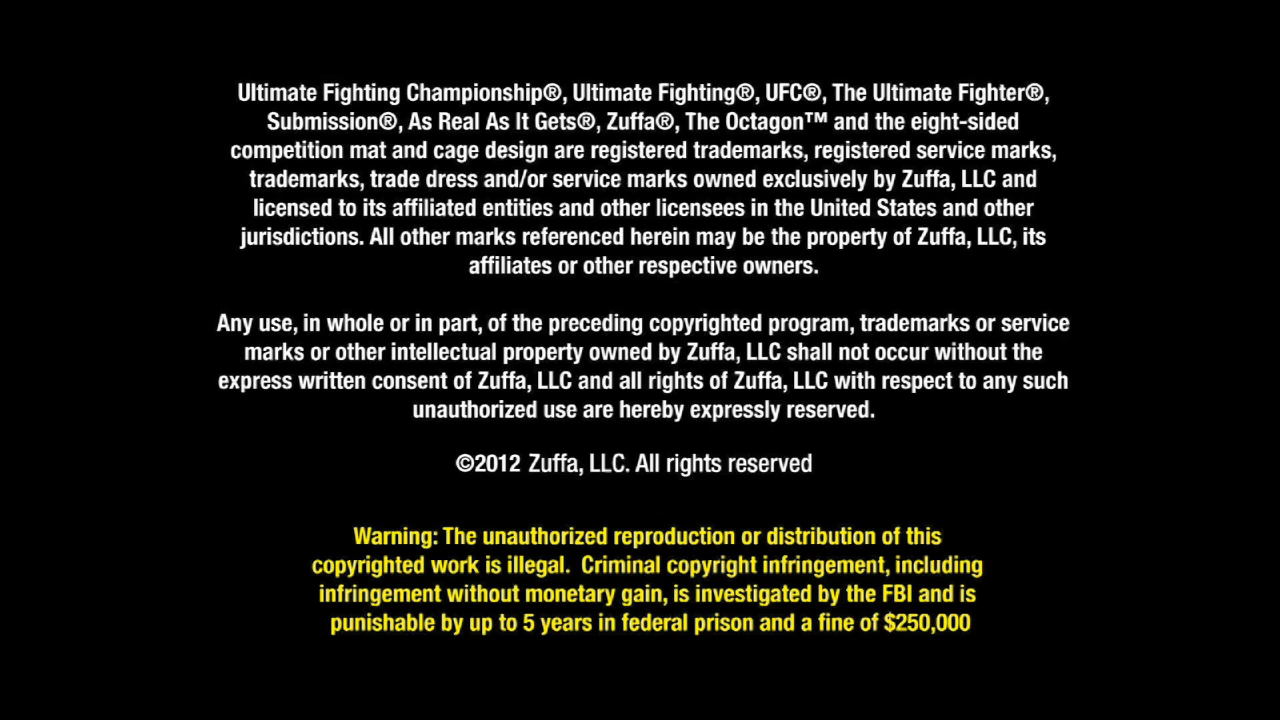 Ultimate Fighting Championship®, Ultimate Fighting®, UFC®, The Ultimate Fighter®,
Submission®, As Real As It Gets®, Zuffa®, The Octagon™ and the eight-sided
competition mat and cage design are registered trademarks, registered service marks,
trademarks, trade dress and/or service marks owned exclusively by Zuffa, LLC and
licensed to its affiliated entities and other licensees in the United States and other
jurisdictions. All other marks referenced herein may be the property of Zuffa, LLC, its
affiliates or other respective owners.
Any use, in whole or in part, of the preceding copyrighted program, trademarks or service
marks or other intellectual property owned by Zuffa, LLC shall not occur without the
express written consent of Zuffa, LLC and all rights of Zuffa, LLC with respect to any such
unauthorized use are hereby expressly reserved.
©2012 Zuffa, LLC. All rights reserved
Warning: The unauthorized reproduction or distribution of this
copyrighted work is illegal.  Criminal copyright infringement, including
infringement without monetary gain, is investigated by the FBI and is
punishable by up to 5 years in federal prison and a fine of $250,000